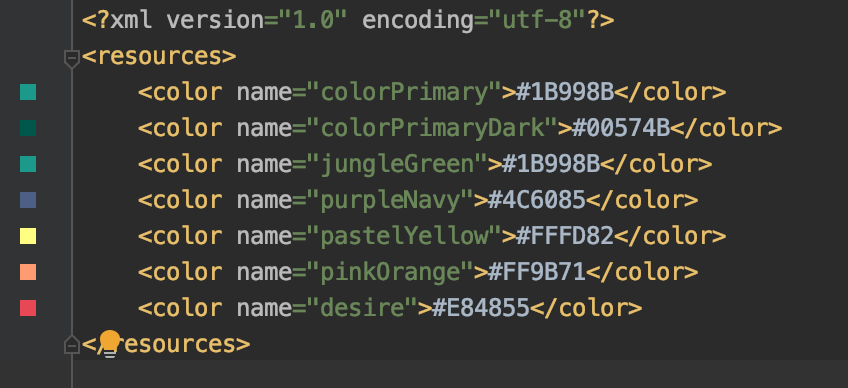 <?xml version="1.0" encoding="utf-8"?>
<resources>
<color name="colorPrimary">#1B998B</color>
<color name="colorPrimaryDark">#00574B</color>
<color name="jungleGreen">#1B998B</color>
<color name="purpleNavy">#4C6085</color>
<color name="pastelYellow">#FFFD82</color>
<color name="pinkOrange">#FF9B71</color>
<color name="desire">#E84855</color>
</resources>